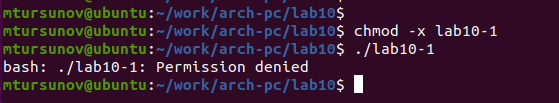 mtursunov@ubuntu:~/work/arch-pc/lab10$
mtursunov@ubuntu:~/work/arch-pc/lab10$ chmod -x lab10-1
mtursunov@ubuntu:~/work/arch-pc/lab10$ ./lab10-1
bash: ./lab10-1: Permission denied
mtursunov@ubuntu:~/work/arch-pc/lab10$